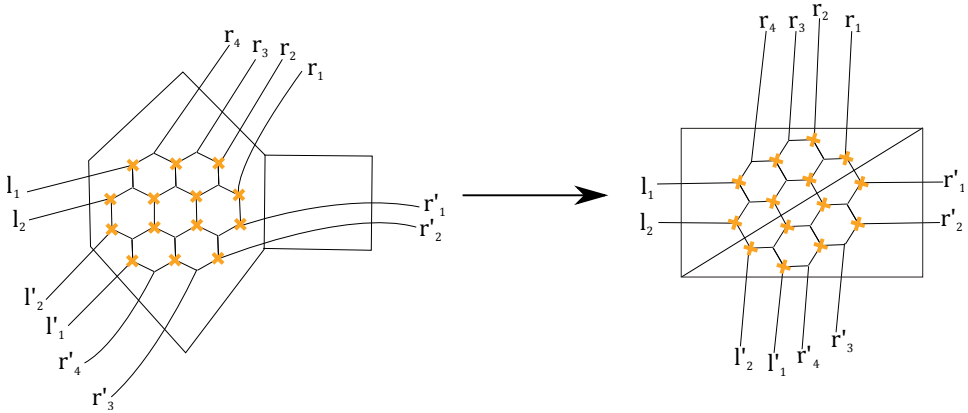 r₄ r₃ r₂ r₁
l₁
l₂
r'₁
r'₂
l'₂
l'₁
r'₄
r'₃
r₄ r₃ r₂ r₁
l₁ r'₁
l₂ r'₂
l'₂ l'₁ r'₄ r'₃